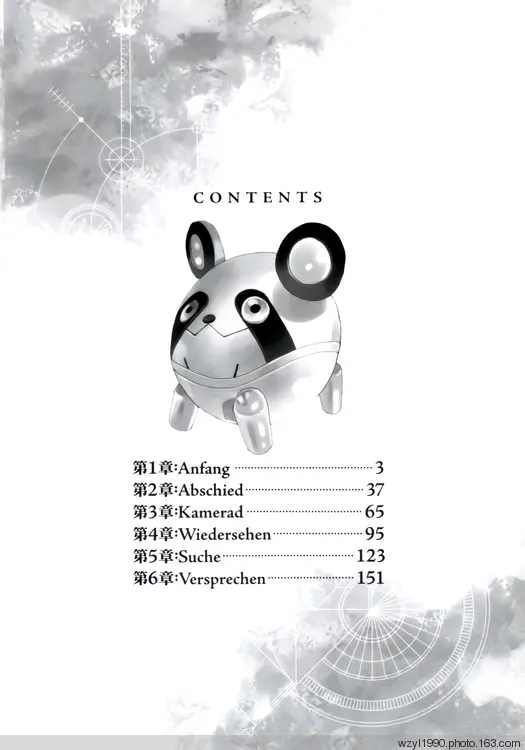 CONTENTS
第1章:Anfang ……………………………… 3
第2章:Abschied ……………………………… 37
第3章:Kamerad ……………………………… 65
第4章:Wiedersehen ……………………………… 95
第5章:Suche ……………………………… 123
第6章:Versprechen ……………………………… 151
wzyl1990.photo.163.com